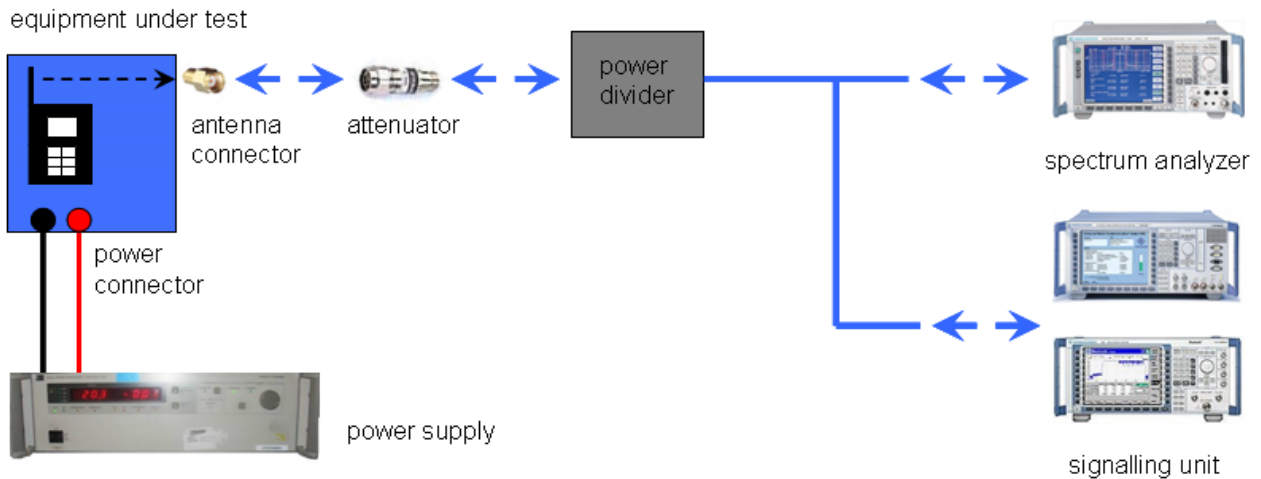 equipment under test
power
divider
antenna
connector
attenuator
spectrum analyzer
power
connector
power supply
signalling unit